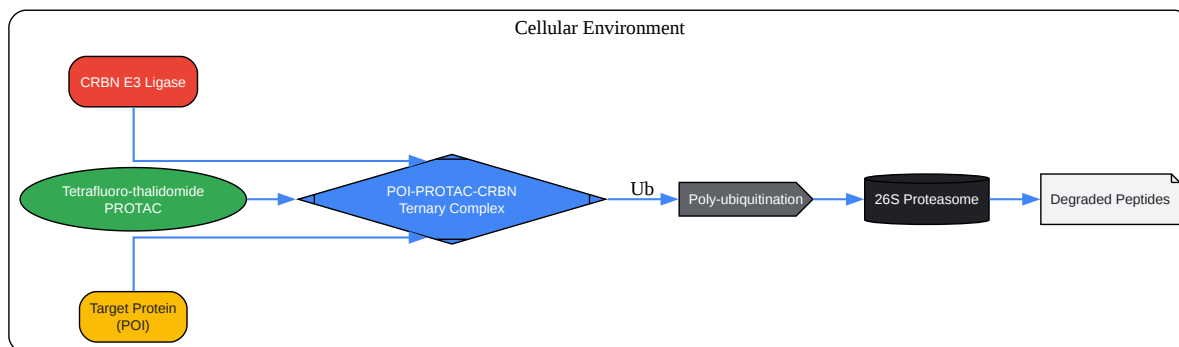 Cellular Environment
CRBN E3 Ligase
Tetrafluoro-thalidomide
PROTAC
POI-PROTAC-CRBN
Ternary Complex
Ub
Poly-ubiquitination
26S Proteasome
Degraded Peptides
Target Protein
(POI)